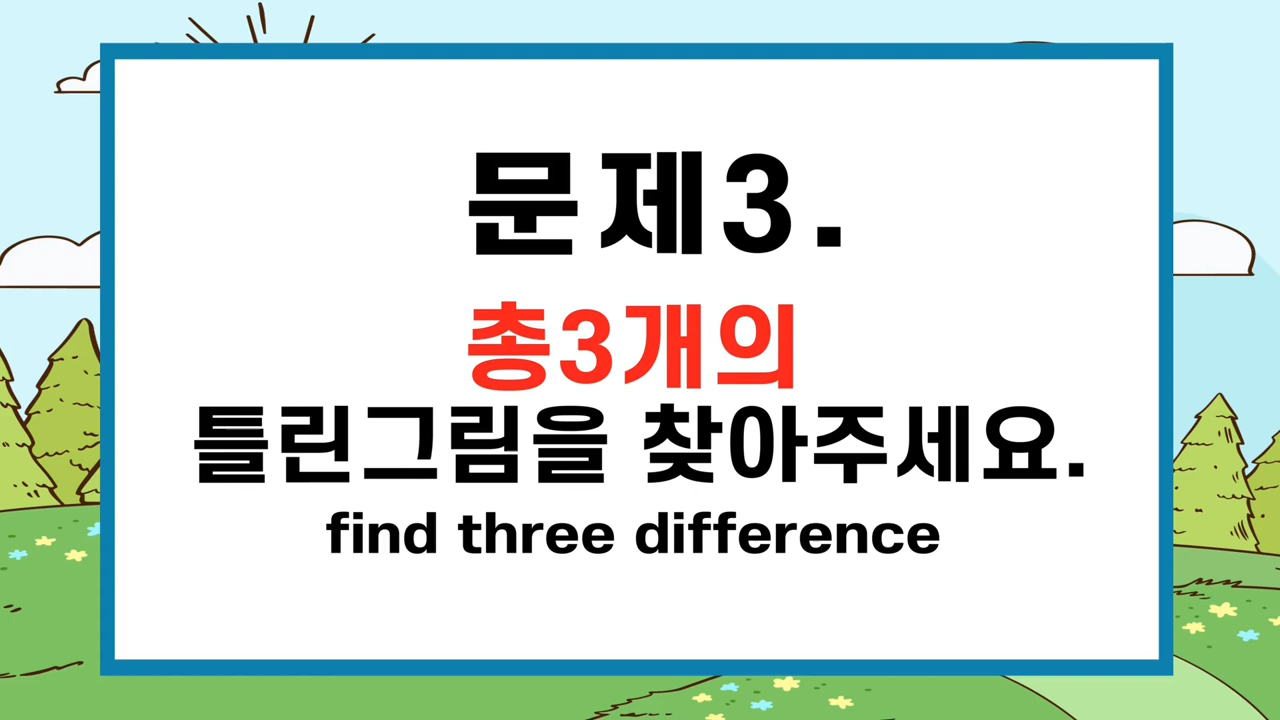 문제3.
총3개의
틀린그림을 찾아주세요.
find three difference